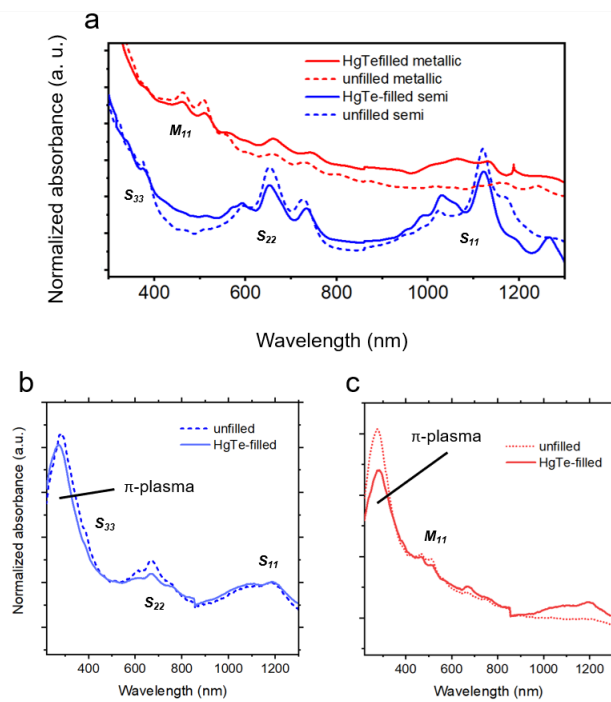 a
HgTefilled metallic
unfilled metallic
HgTe-filled semi
unfilled semi
M11
S33
S22
S11
Normalized absorbance (a. u.)
400 600 800 1000 1200
Wavelength (nm)
b
unfilled
HgTe-filled
π-plasma
S33
S22
S11
Normalized absorbance (a.u.)
400 600 800 1000 1200
Wavelength (nm)
c
unfilled
HgTe-filled
π-plasma
M11
400 600 800 1000 1200
Wavelength (nm)